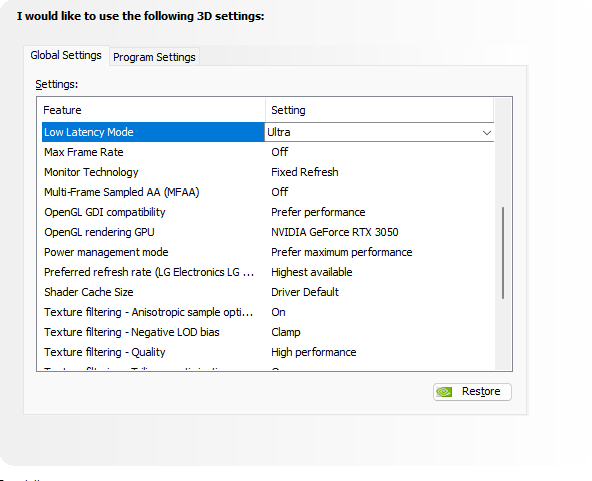 I would like to use the following 3D settings:
Global Settings Program Settings
Settings:
Feature Setting
Low Latency Mode Ultra
Max Frame Rate Off
Monitor Technology Fixed Refresh
Multi-Frame Sampled AA (MFAA) Off
OpenGL GDI compatibility Prefer performance
OpenGL rendering GPU NVIDIA GeForce RTX 3050
Power management mode Prefer maximum performance
Preferred refresh rate (LG Electronics LG ... Highest available
Shader Cache Size Driver Default
Texture filtering - Anisotropic sample opti... On
Texture filtering - Negative LOD bias Clamp
Texture filtering - Quality High performance
Restore